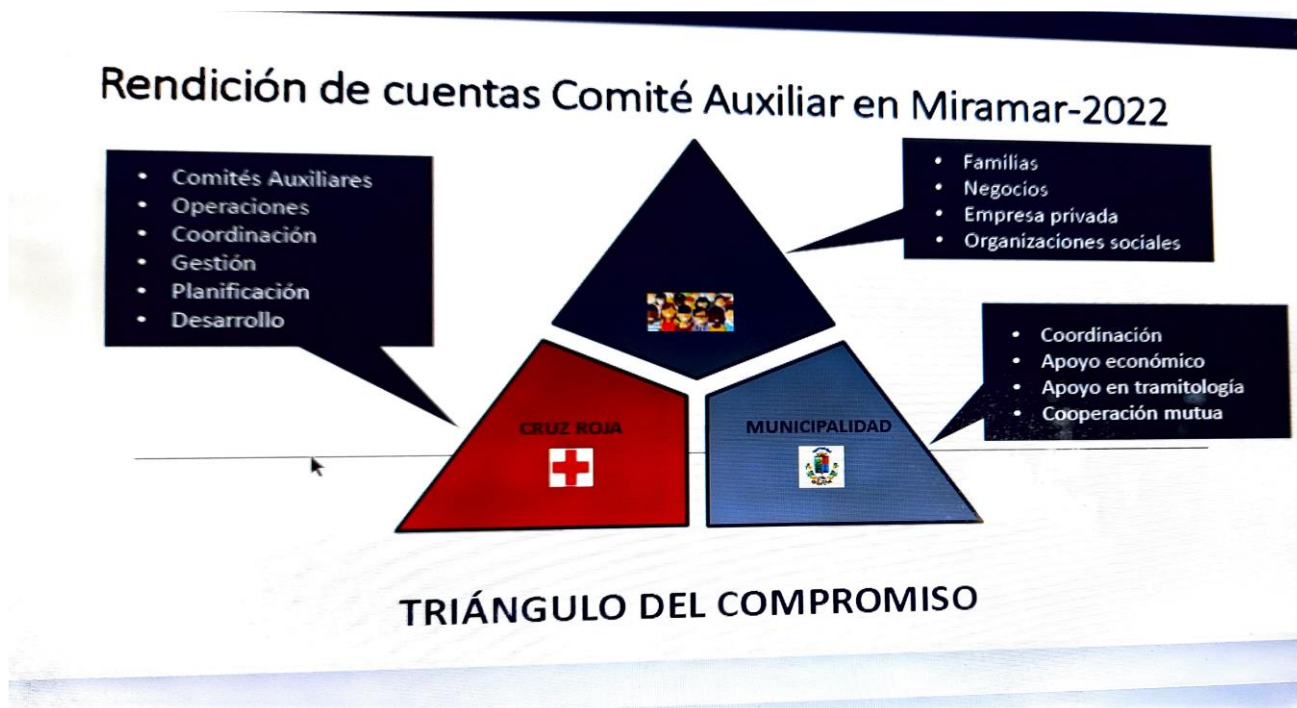 Rendición de cuentas Comité Auxiliar en Miramar-2022
• Comités Auxiliares
• Operaciones
• Coordinación
• Gestión
• Planificación
• Desarrollo
• Familias
• Negocios
• Empresa privada
• Organizaciones sociales
• Coordinación
• Apoyo económico
• Apoyo en tramitología
• Cooperación mutua
CRUZ ROJA
MUNICIPALIDAD
TRIÁNGULO DEL COMPROMISO